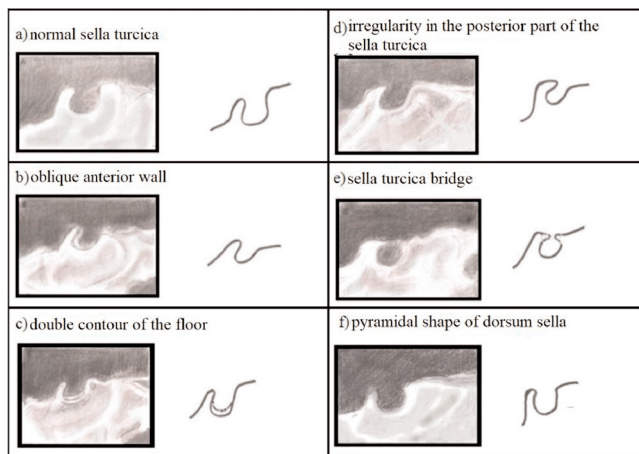 a) normal sella turcica
b) oblique anterior wall
c) double contour of the floor
d) irregularity in the posterior part of the
sella turcica
e) sella turcica bridge
f) pyramidal shape of dorsum sella